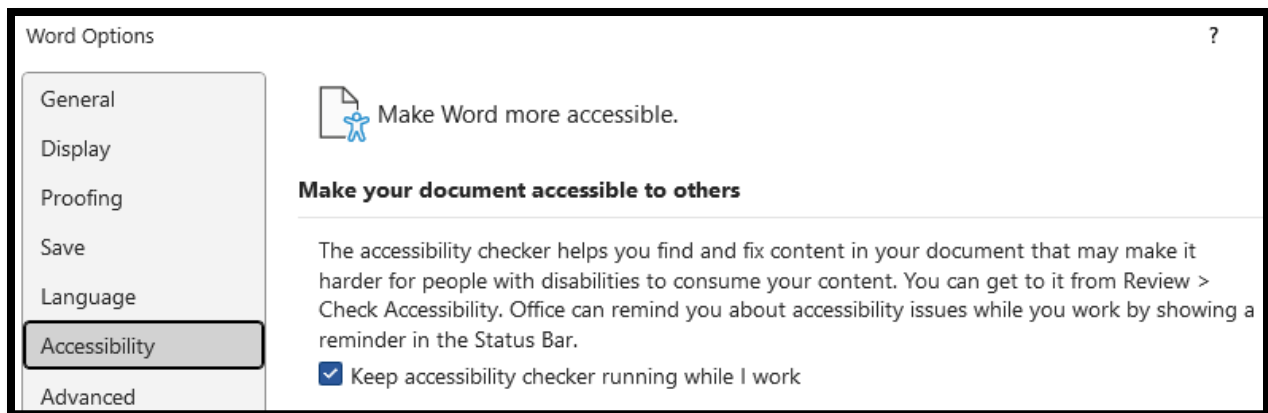 Word Options
?
General
Display
Proofing
Save
Language
Accessibility
Advanced
Make Word more accessible.
Make your document accessible to others
The accessibility checker helps you find and fix content in your document that may make it
harder for people with disabilities to consume your content. You can get to it from Review >
Check Accessibility. Office can remind you about accessibility issues while you work by showing a
reminder in the Status Bar.
Keep accessibility checker running while I work